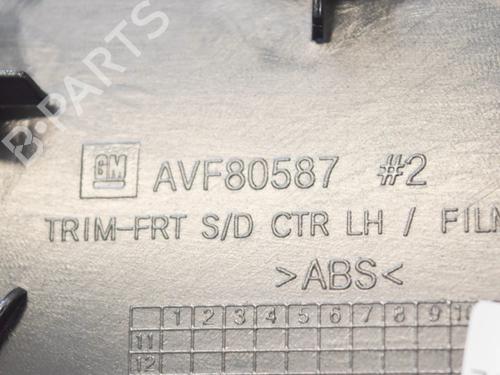 B-PARTS
GM AVF80587 #2
TRIM-FRT S/D CTR LH / FILM
>ABS<
1 2 3 4 5 6 7 8 9 10
11
12